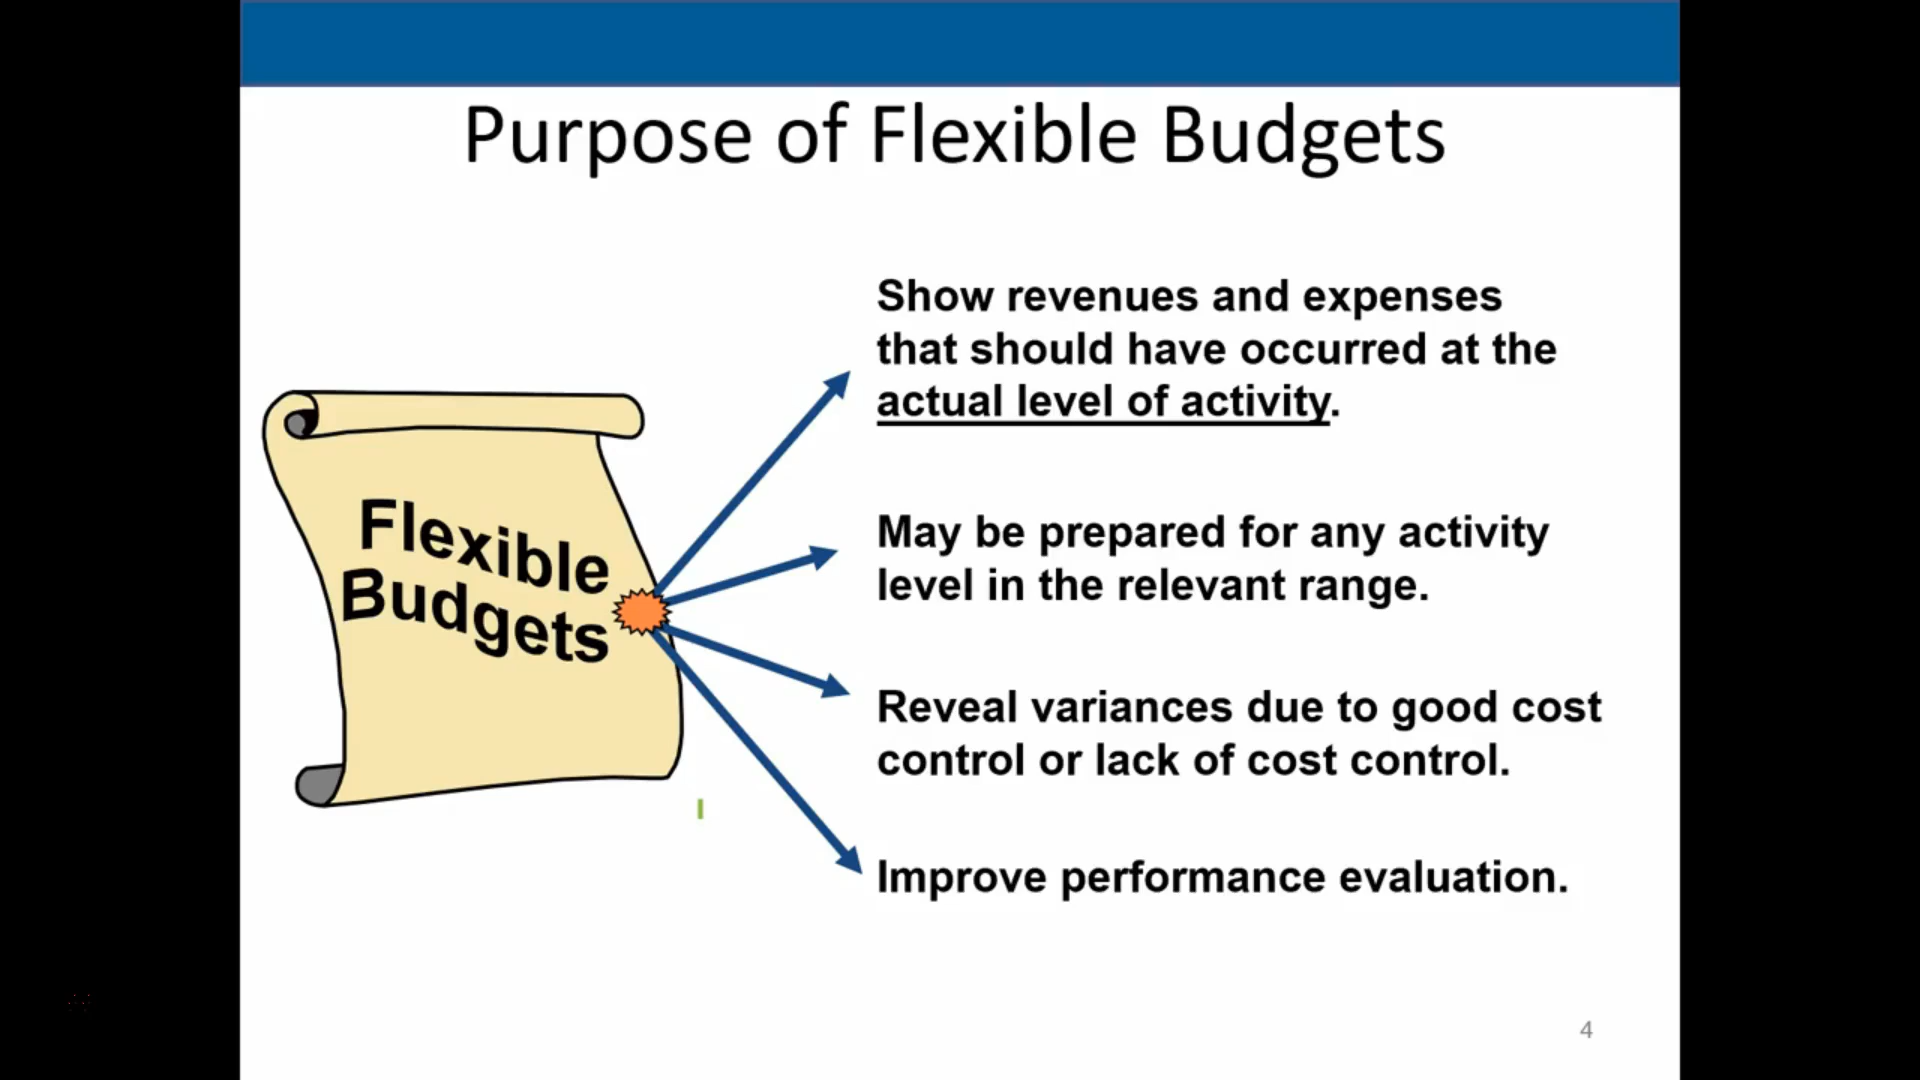 Purpose of Flexible Budgets
Show revenues and expenses
that should have occurred at the
actual level of activity.
Flexible
Budgets
May be prepared for any activity
level in the relevant range.
Reveal variances due to good cost
control or lack of cost control.
Improve performance evaluation.
4